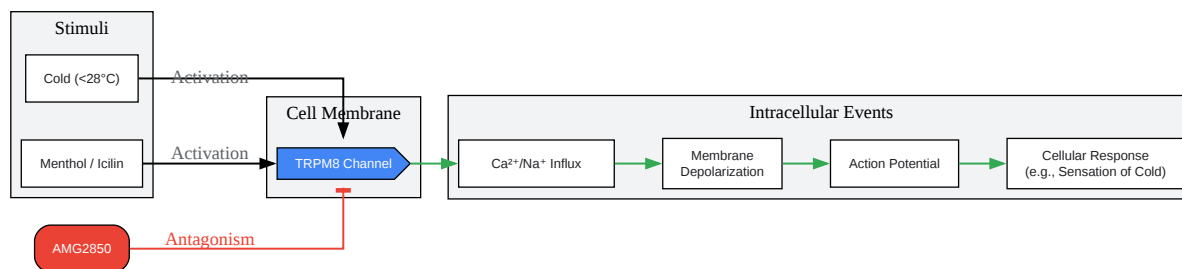 Stimuli
Cold (<28°C)
Activation
Menthol / Icilin
Activation
AMG2850
Antagonism
Cell Membrane
TRPM8 Channel
Intracellular Events
Ca²⁺/Na⁺ Influx
Membrane
Depolarization
Action Potential
Cellular Response
(e.g., Sensation of Cold)